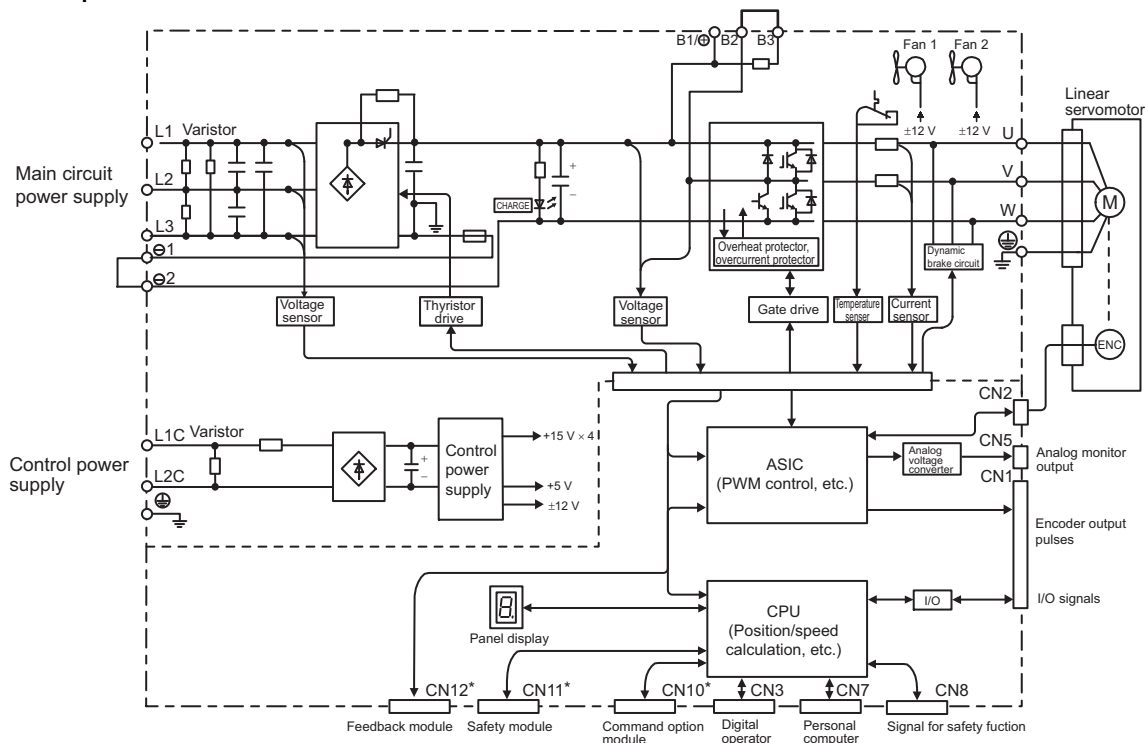 B1/⊕ B2 B3
Fan 1 Fan 2
±12 V ±12 V
Linear
servomotor
L1 Varistor
Main circuit
power supply
L2
L3
⊖1
⊖2
+
–
CHARGE
Overheat protector,
overcurrent protector
U
V
W
M
Dynamic
brake circuit
Voltage
sensor
Thyristor
drive
Voltage
sensor
Gate drive
Temperature
senser
Current
sensor
ENC
CN2
L1C Varistor
Control power
supply
L2C
+
–
Control
power
supply
+15 V × 4
+5 V
±12 V
ASIC
(PWM control, etc.)
Analog
voltage
converter
CN5
Analog monitor
output
CN1
Encoder output
pulses
8.
Panel display
CPU
(Position/speed
calculation, etc.)
I/O
I/O signals
CN12* CN11* CN10* CN3 CN7 CN8
Feedback module
Safety module
Command option
module
Digital
operator
Personal
computer
Signal for safety fuction